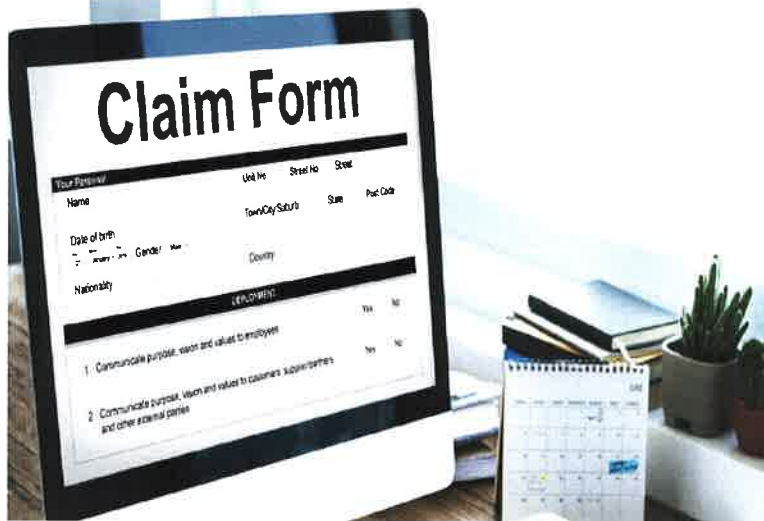 Claim Form
Your Personal
Name
Unit No Street No Street
Town/City Suburb State Post Code
Date of birth
Gender
Country
Nationality
DEPLOYMENT
1 Communicate purpose, vision and values to employees Yes No
2 Communicate purpose, vision and values to customers supplier/partners Yes No
and other external parties